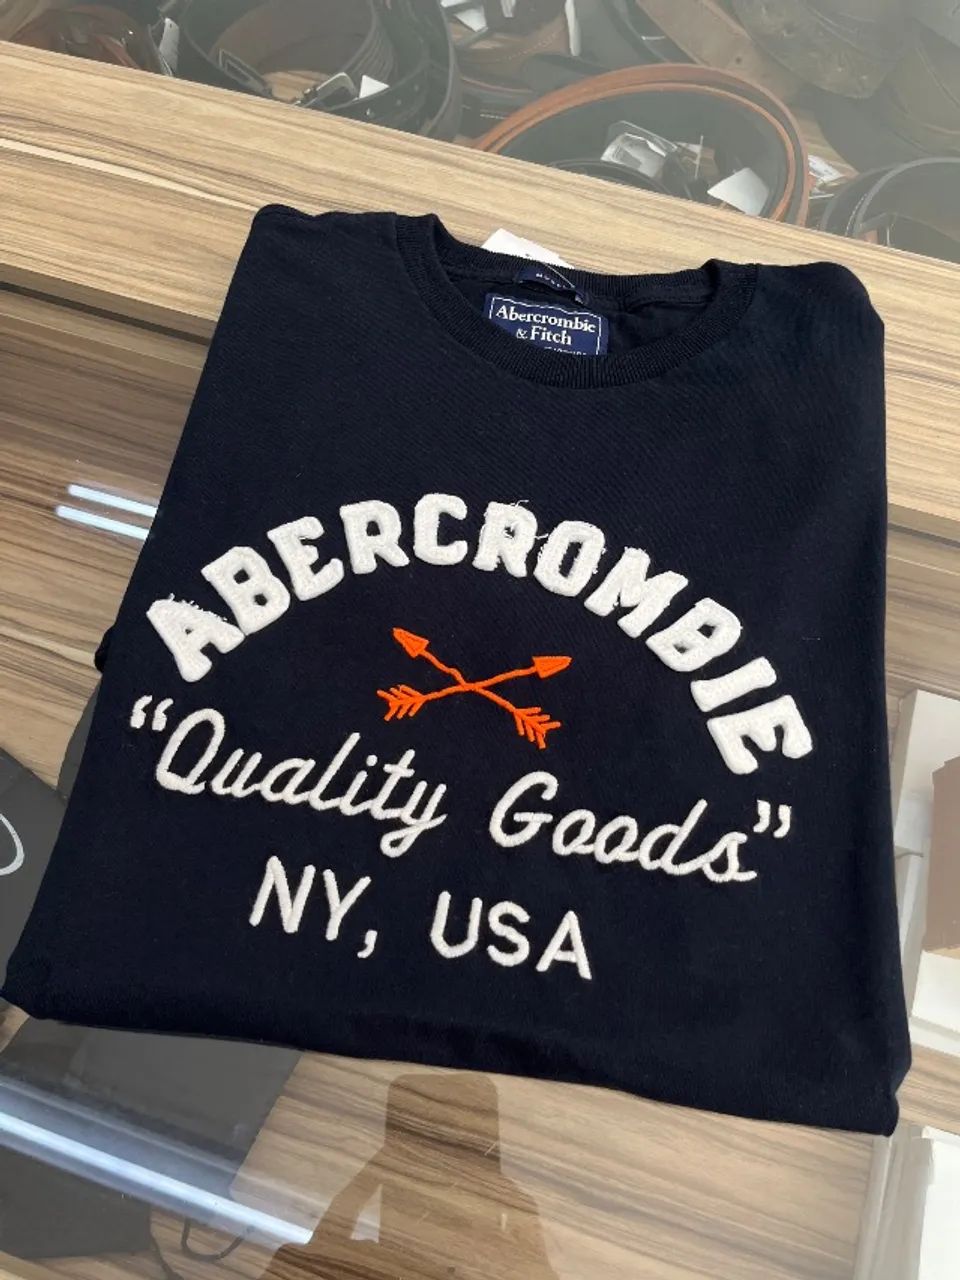 Abercrombie
& Fitch
ABERCROMBIE
“Quality Goods”
NY, USA